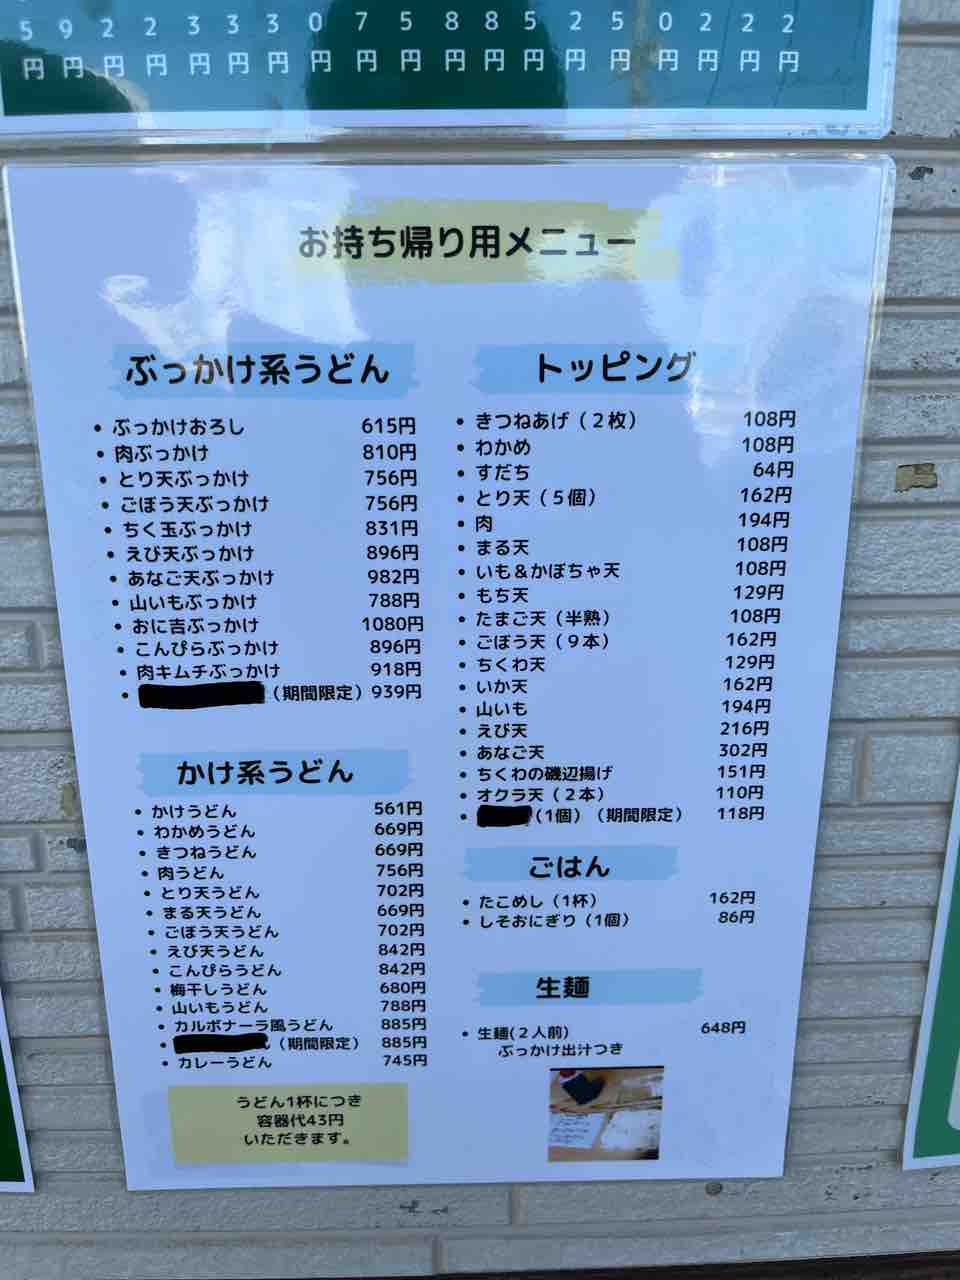 5 9 2 2 3 3 3 0 7 5 8 8 5 2 5 0 2 2 2
円 円 円 円 円 円 円 円 円 円 円 円 円 円 円 円 円 円 円
お持ち帰り用メニュー
ぶっかけ系うどん
・ぶっかけおろし 615円
・肉ぶっかけ 810円
・とり天ぶっかけ 756円
・ごぼう天ぶっかけ 756円
・ちく玉ぶっかけ 831円
・えび天ぶっかけ 896円
・あなご天ぶっかけ 982円
・山いもぶっかけ 788円
・おに吉ぶっかけ 1080円
・こんぴらぶっかけ 896円
・肉キムチぶっかけ 918円
・（期間限定）939円
かけ系うどん
・かけうどん 561円
・わかめうどん 669円
・きつねうどん 669円
・肉うどん 756円
・とり天うどん 702円
・まる天うどん 669円
・ごぼう天うどん 702円
・えび天うどん 842円
・こんぴらうどん 842円
・梅干しうどん 680円
・山いもうどん 788円
・カルボナーラ風うどん 885円
・（期間限定）885円
・カレーうどん 745円
うどん1杯につき
容器代43円
いただきます。
トッピング
・きつねあげ（２枚） 108円
・わかめ 108円
・すだち 64円
・とり天（５個） 162円
・肉 194円
・まる天 108円
・いも＆かぼちゃ天 108円
・もち天 129円
・たまご天（半熟） 108円
・ごぼう天（９本） 162円
・ちくわ天 129円
・いか天 162円
・山いも 194円
・えび天 216円
・あなご天 302円
・ちくわの磯辺揚げ 151円
・オクラ天（２本） 110円
・（1個）（期間限定） 118円
ごはん
・たこめし（1杯） 162円
・しそおにぎり（1個） 86円
生麺
・生麺(２人前) 648円
ぶっかけ出汁つき